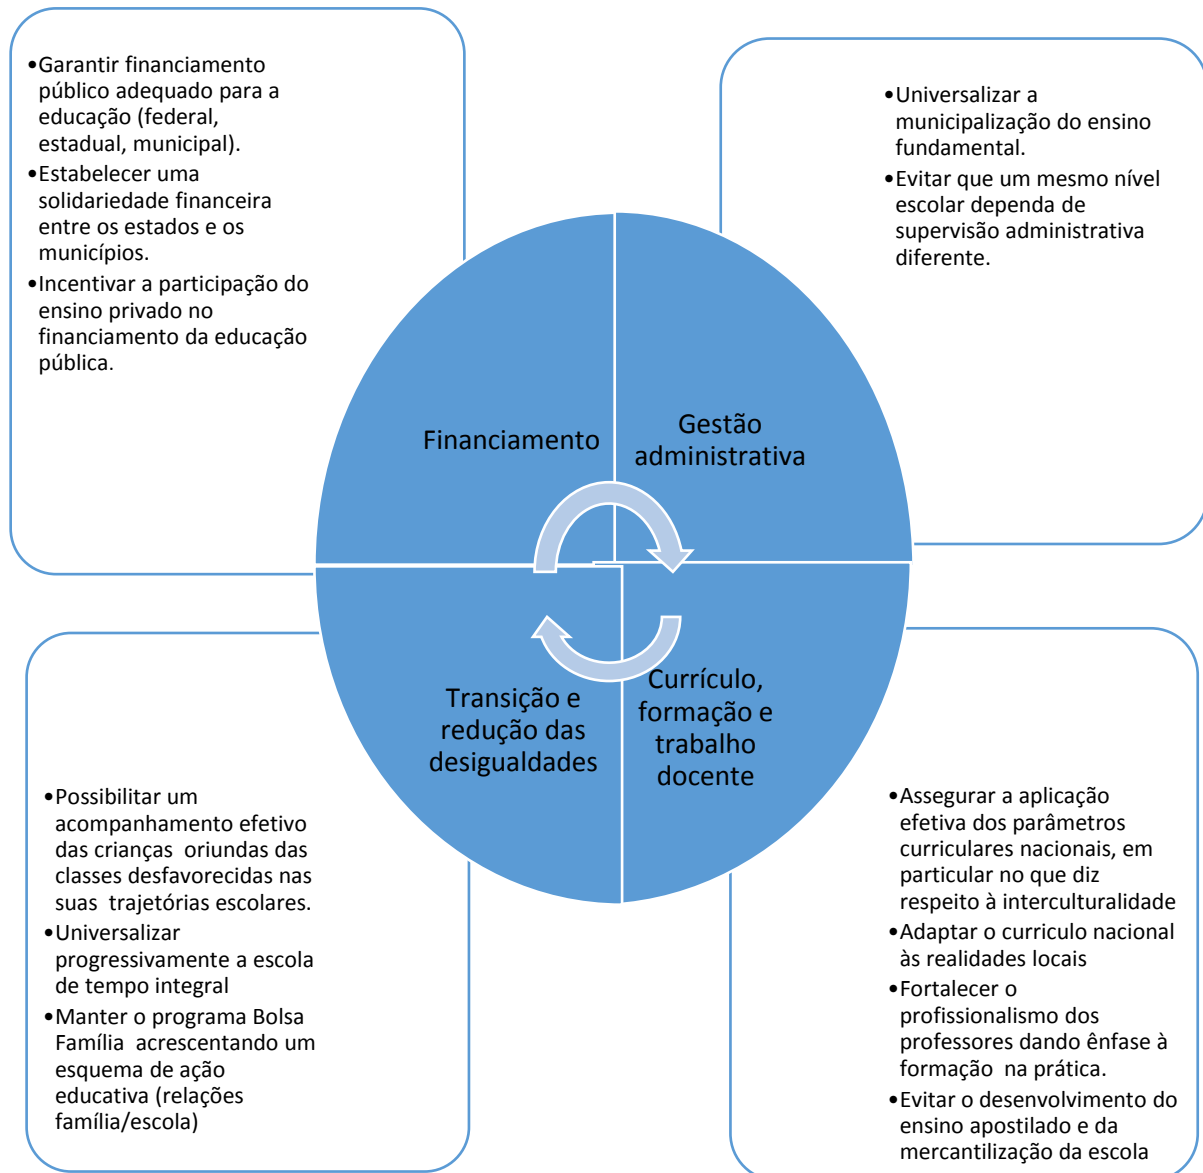 •Garantir financiamento
público adequado para a
educação (federal,
estadual, municipal).
•Estabelecer uma
solidariedade financeira
entre os estados e os
municípios.
•Incentivar a participação do
ensino privado no
financiamento da educação
pública.
•Universalizar a
municipalização do ensino
fundamental.
•Evitar que um mesmo nível
escolar dependa de
supervisão administrativa
diferente.
Financiamento
Gestão
administrativa
Transição e
redução das
desigualdades
Currículo,
formação e
trabalho
docente
•Possibilitar um
acompanhamento efetivo
das crianças oriundas das
classes desfavorecidas nas
suas trajetórias escolares.
•Universalizar
progressivamente a escola
de tempo integral
•Manter o programa Bolsa
Família acrescentando um
esquema de ação
educativa (relações
família/escola)
•Assegurar a aplicação
efetiva dos parâmetros
curriculares nacionais, em
particular no que diz
respeito à interculturalidade
•Adaptar o curriculo nacional
às realidades locais
•Fortalecer o
profissionalismo dos
professores dando ênfase à
formação na prática.
•Evitar o desenvolvimento do
ensino apostilado e da
mercantilização da escola